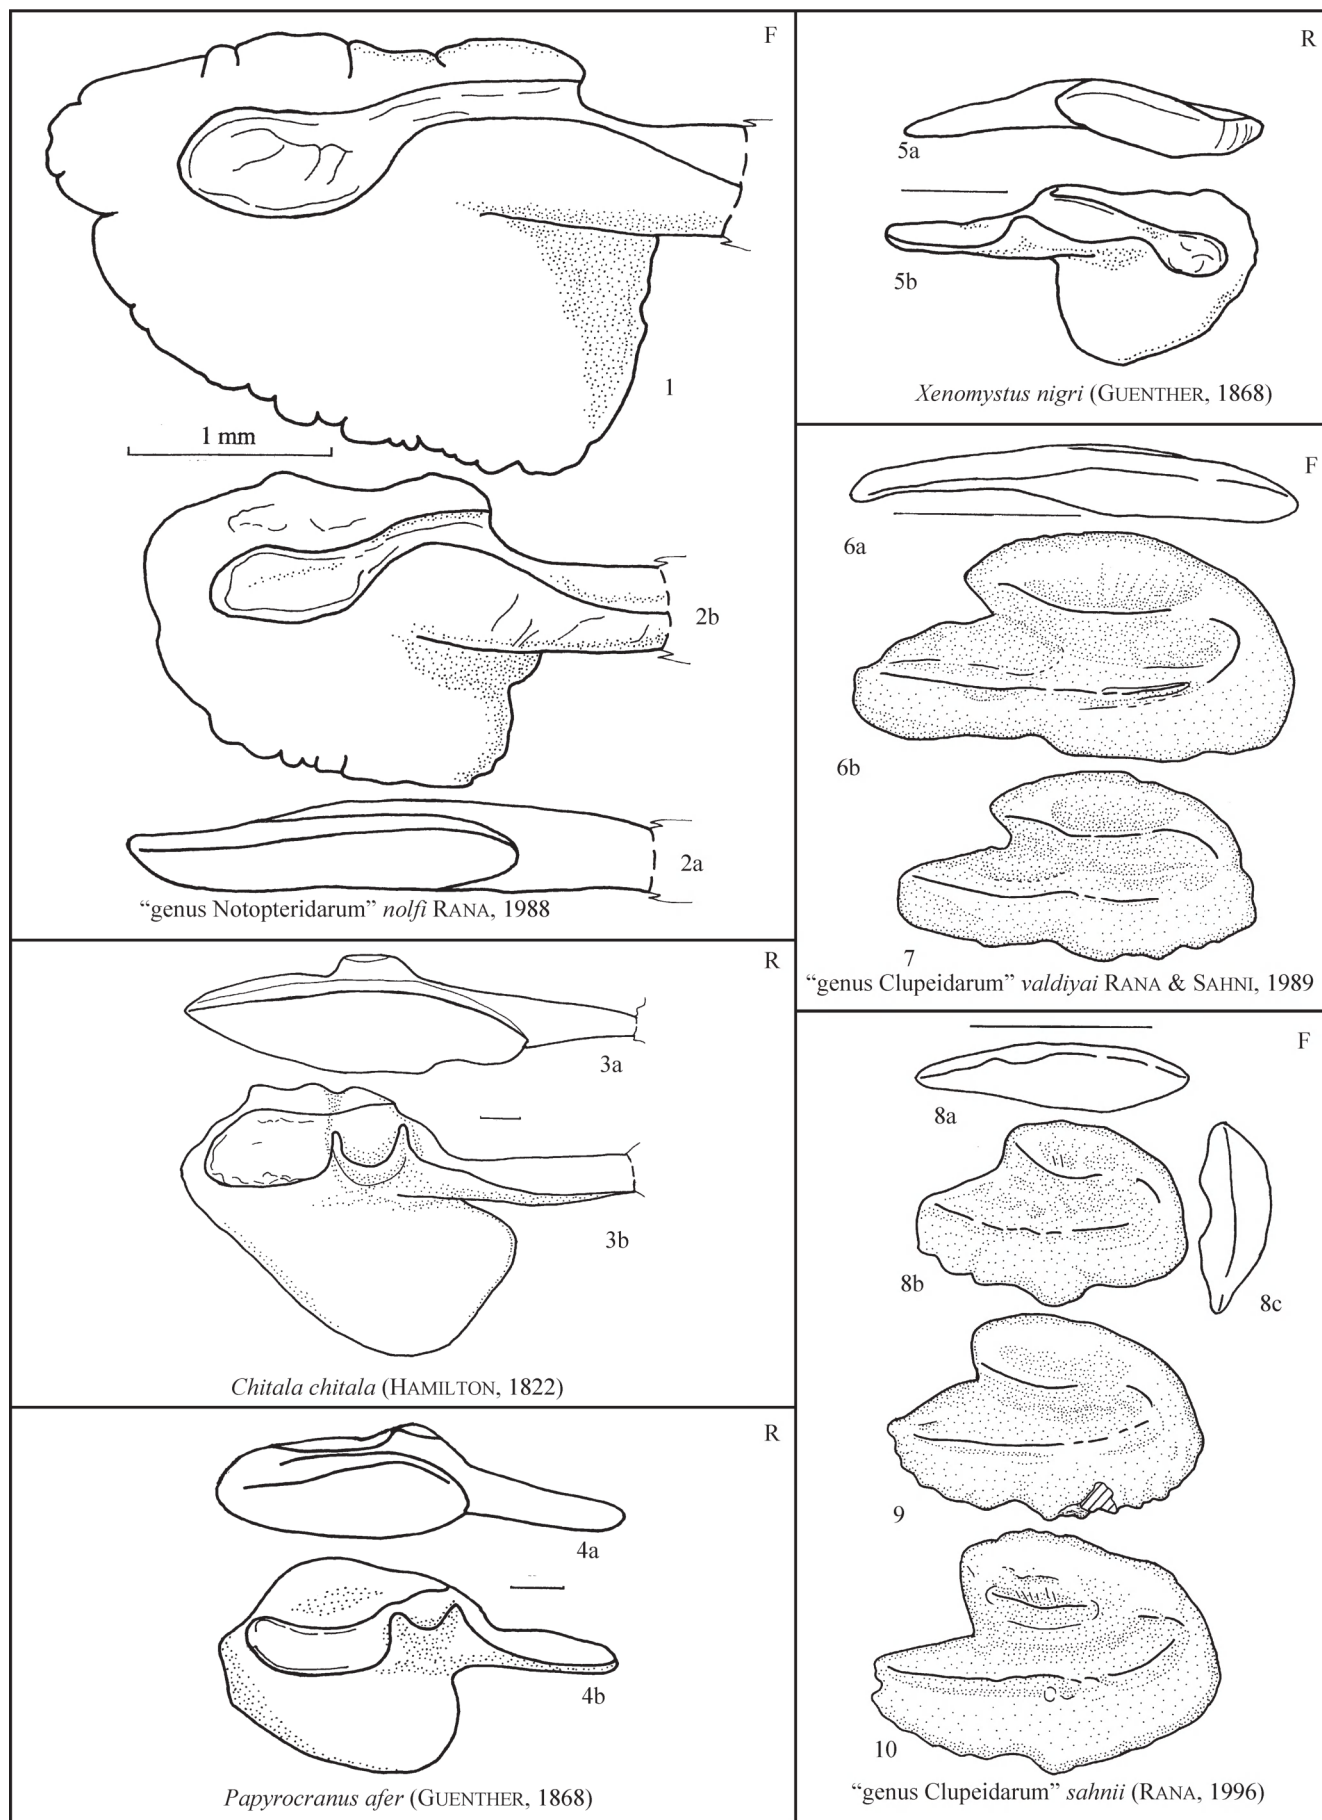 F
1
1 mm
2b
2a
“genus Notopteridarum” nolfi RANA, 1988
R
3a
3b
Chitala chitala (HAMILTON, 1822)
R
4a
4b
Papyrocranus afer (GUENTHER, 1868)
R
5a
5b
Xenomystus nigri (GUENTHER, 1868)
F
6a
6b
7
“genus Clupeidarum” valdiyai RANA & SAHNI, 1989
F
8a
8b
8c
9
10
“genus Clupeidarum” sahnii (RANA, 1996)